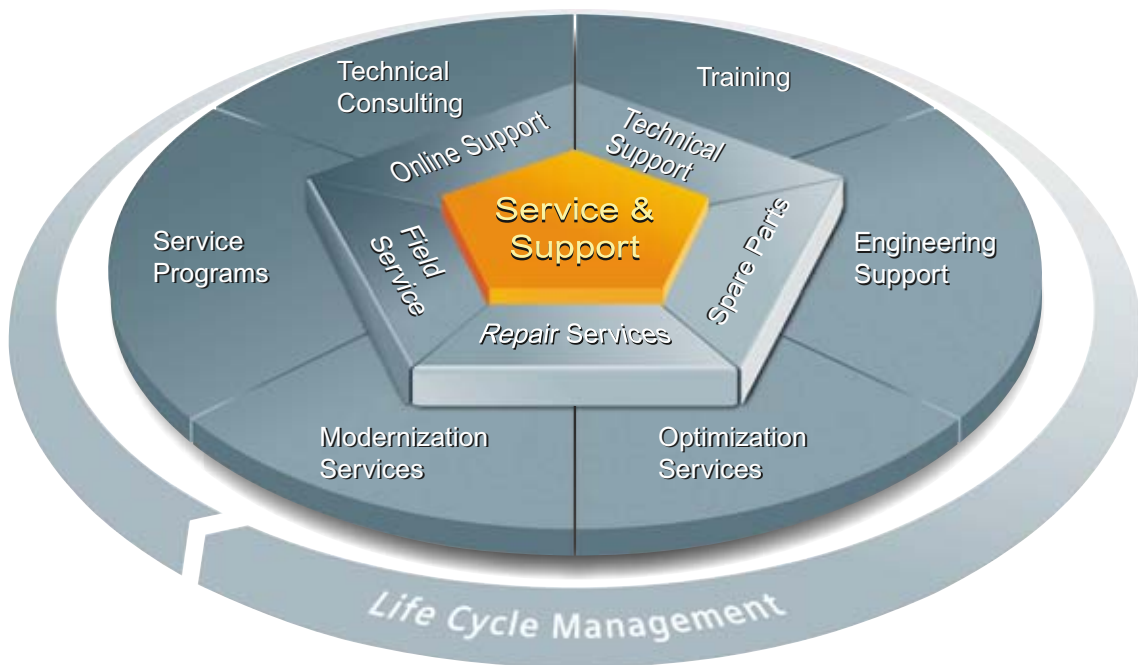 Technical
Consulting
Training
Online Support
Technical
Support
Service &
Support
Service
Programs
Field
Service
Spare Parts
Engineering
Support
Repair Services
Modernization
Services
Optimization
Services
Life Cycle Management